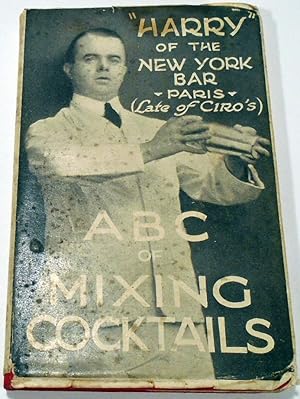 "HARRY"
OF THE
NEW YORK
BAR
- PARIS -
(Late of CIRO'S)
ABC
OF
MIXING
COCKTAILS